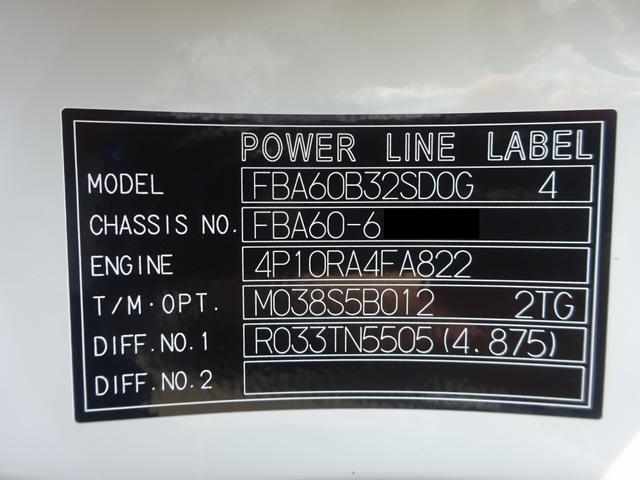 POWER LINE LABEL
MODEL FBA60B32SD0G 4
CHASSIS NO. FBA60-6
ENGINE 4P10RA4FA822
T/M·OPT. M038S5B012 2TG
DIFF.NO.1 R033TN5505(4.875)
DIFF.NO.2